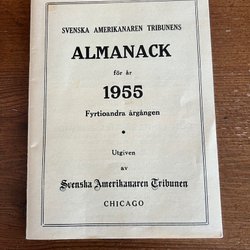 SVENSKA AMERIKANAREN TRIBUNENS
ALMANACK
för år
1955
Fyrtioandra årgången
Utgiven
av
Svenska Amerikanaren Tribunen
CHICAGO